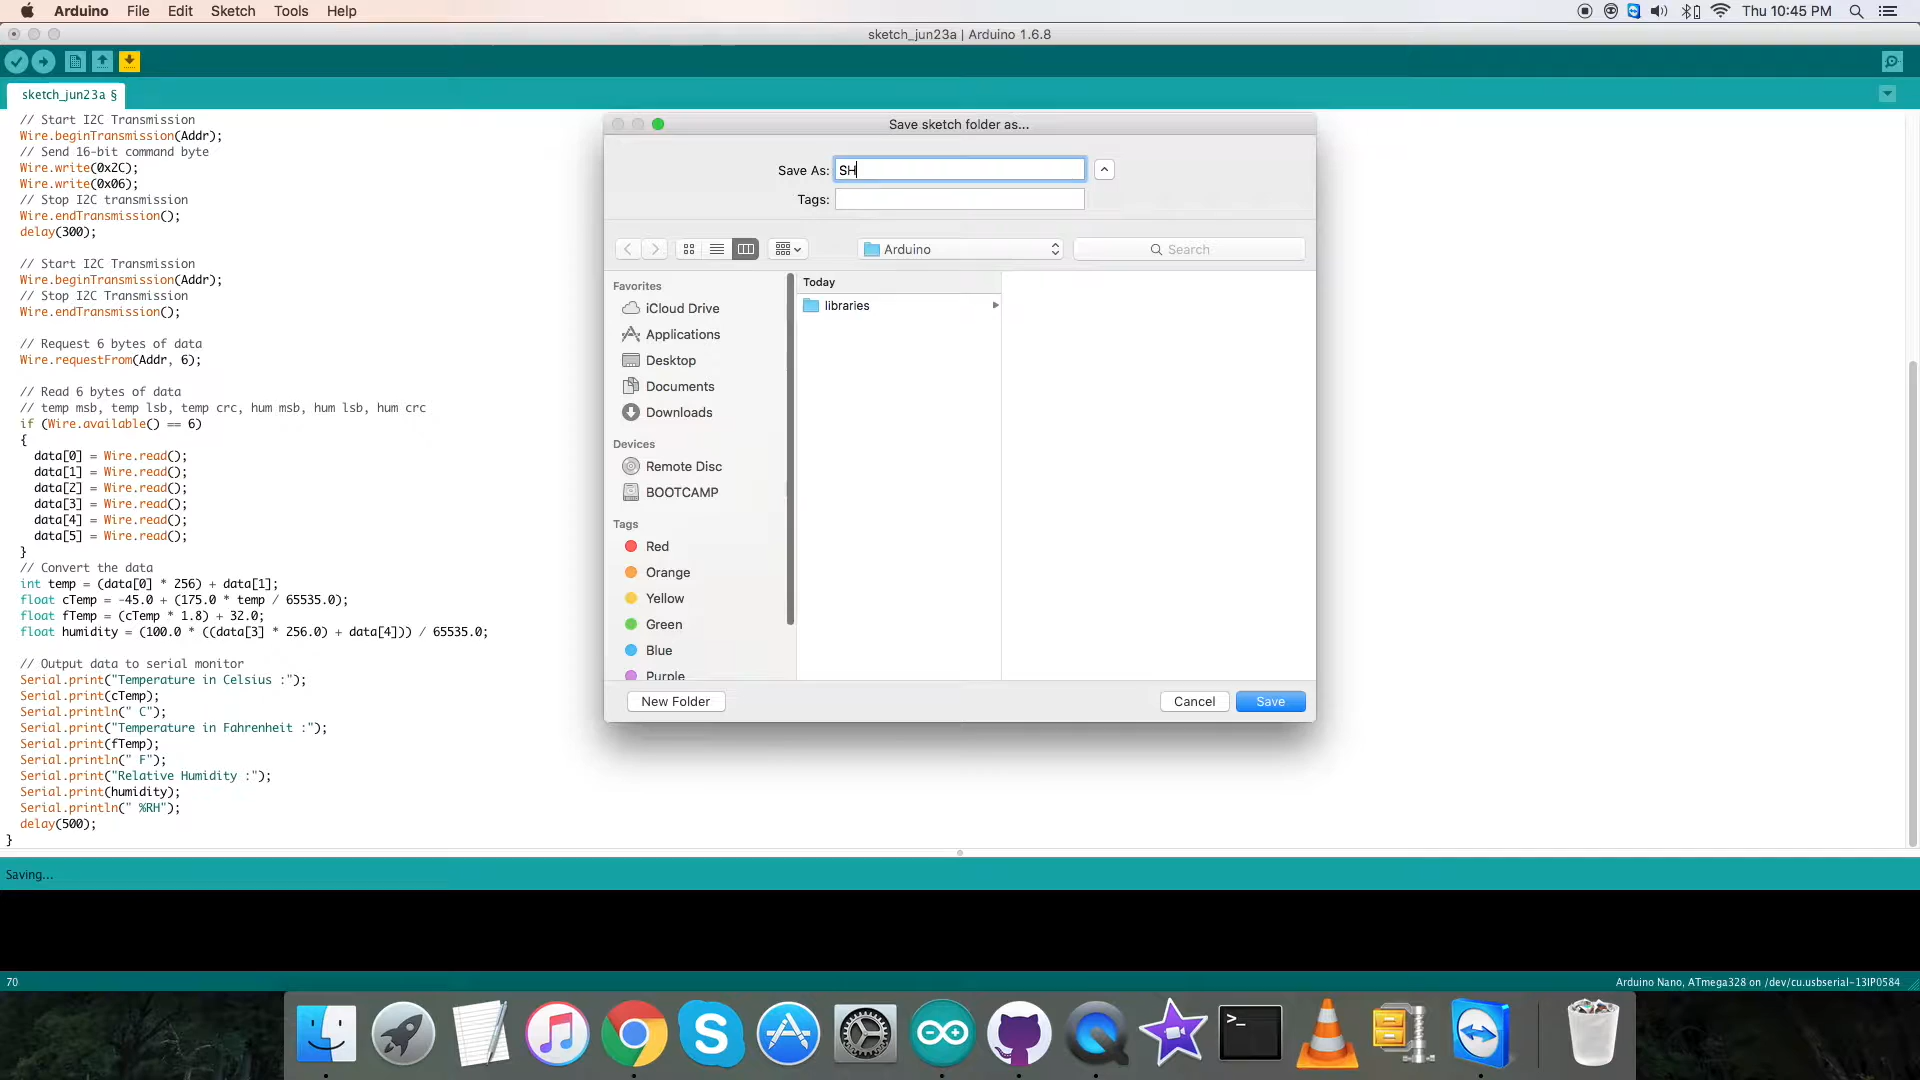 Arduino File Edit Sketch Tools Help Thu 10:45 PM
sketch_jun23a | Arduino 1.6.8
sketch_jun23a §
// Start I2C Transmission
Wire.beginTransmission(Addr);
// Send 16-bit command byte
Wire.write(0x2C);
Wire.write(0x06);
// Stop I2C transmission
Wire.endTransmission();
delay(300);
// Start I2C Transmission
Wire.beginTransmission(Addr);
// Stop I2C Transmission
Wire.endTransmission();
// Request 6 bytes of data
Wire.requestFrom(Addr, 6);
// Read 6 bytes of data
// temp msb, temp lsb, temp crc, hum msb, hum lsb, hum crc
if (Wire.available() == 6)
{
data[0] = Wire.read();
data[1] = Wire.read();
data[2] = Wire.read();
data[3] = Wire.read();
data[4] = Wire.read();
data[5] = Wire.read();
}
// Convert the data
int temp = (data[0] * 256) + data[1];
float cTemp = -45.0 + (175.0 * temp / 65535.0);
float fTemp = (cTemp * 1.8) + 32.0;
float humidity = (100.0 * ((data[3] * 256.0) + data[4])) / 65535.0;
// Output data to serial monitor
Serial.print("Temperature in Celsius :");
Serial.print(cTemp);
Serial.println(" C");
Serial.print("Temperature in Fahrenheit :");
Serial.print(fTemp);
Serial.println(" F");
Serial.print("Relative Humidity :");
Serial.print(humidity);
Serial.println(" %RH");
delay(500);
}
Save sketch folder as...
Save As: SH
Tags:
Arduino
Search
Favorites
iCloud Drive
Applications
Desktop
Documents
Downloads
Devices
Remote Disc
BOOTCAMP
Tags
Red
Orange
Yellow
Green
Blue
Purple
Today
libraries
New Folder
Cancel
Save
Saving...
70
Arduino Nano, ATmega328 on /dev/cu.usbserial-13IP0584